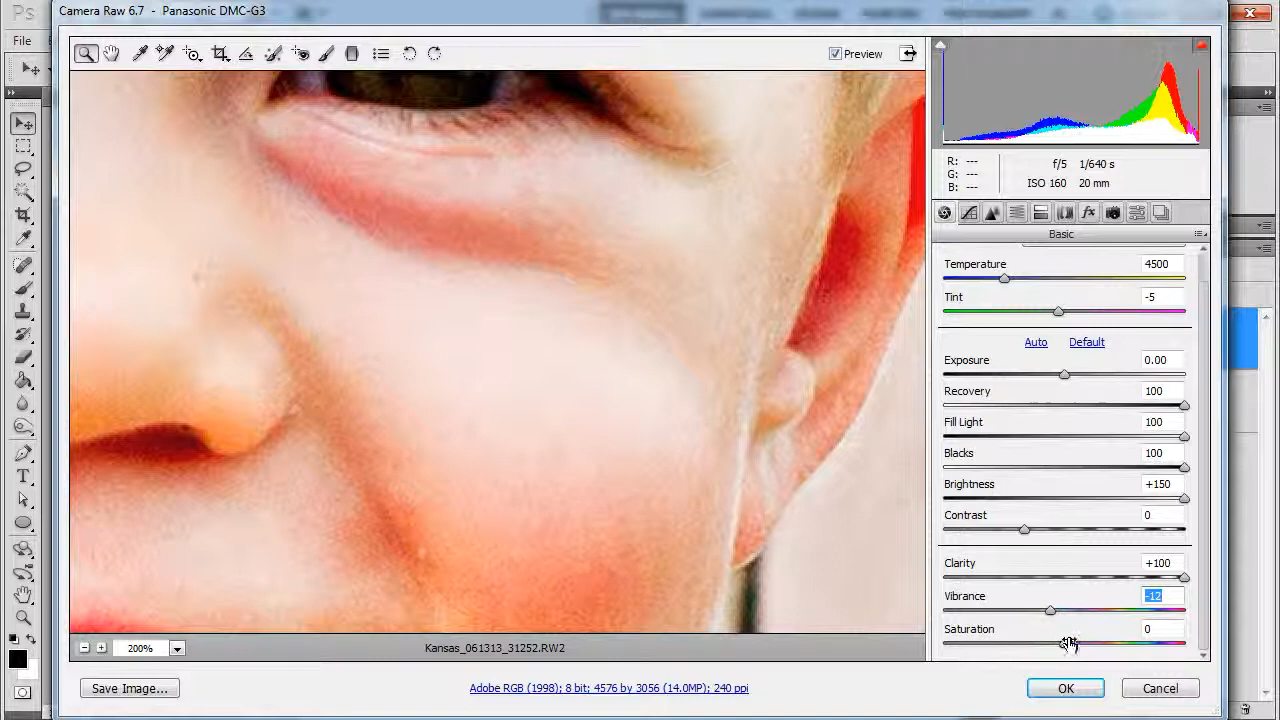 Camera Raw 6.7 - Panasonic DMC-G3
Ps
File
Preview
R: ---
G: ---
B: ---
f/5 1/640 s
ISO 160 20 mm
Basic
Temperature 4500
Tint -5
Auto Default
Exposure 0.00
Recovery 100
Fill Light 100
Blacks 100
Brightness +150
Contrast 0
Clarity +100
Vibrance -12
Saturation 0
200%
Save Image...
Adobe RGB (1998); 8 bit; 4576 by 3056 (14.0MP); 240 ppi
OK Cancel